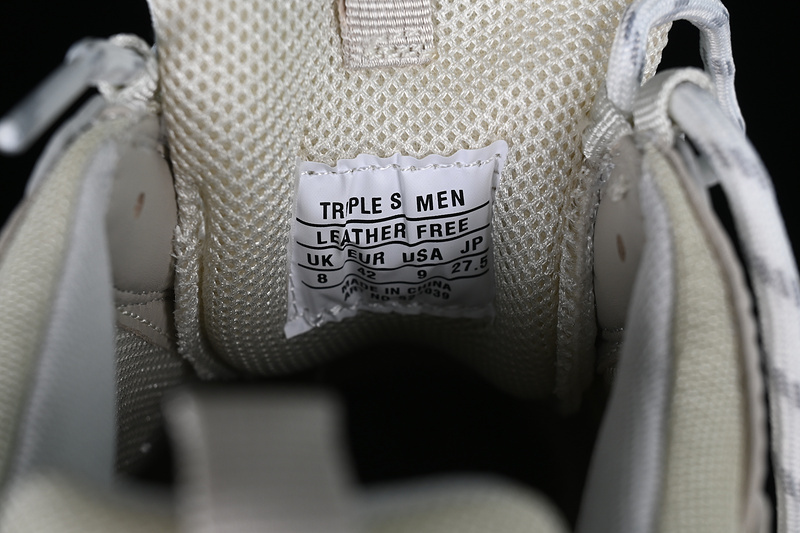 TRIPLE S MEN
LEATHER FREE
UK EUR USA JP
8 42 9 27.5
MADE IN CHINA